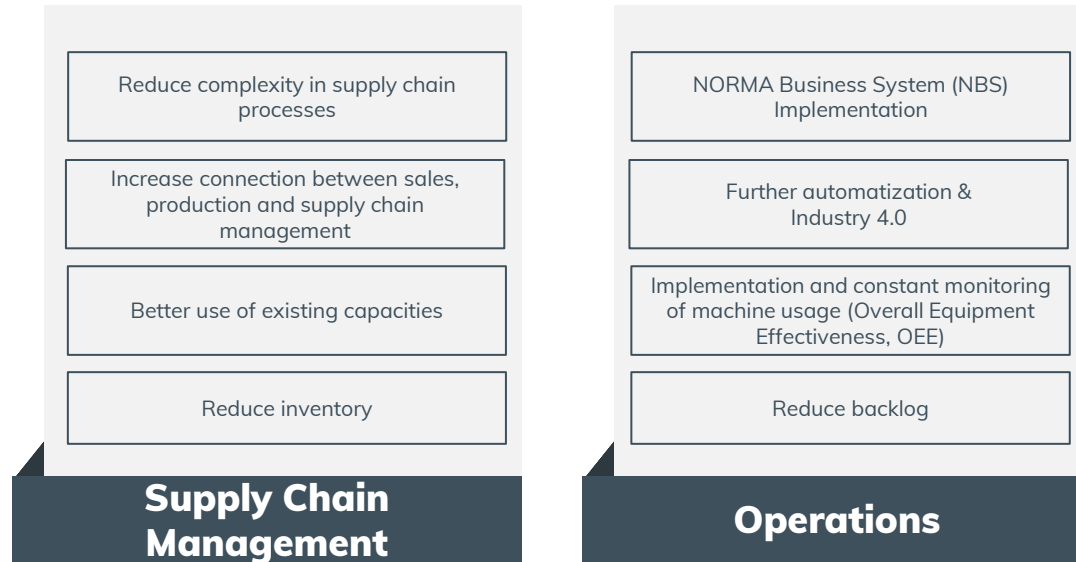 Reduce complexity in supply chain
processes
Increase connection between sales,
production and supply chain
management
Better use of existing capacities
Reduce inventory
Supply Chain
Management
NORMA Business System (NBS)
Implementation
Further automatization &
Industry 4.0
Implementation and constant monitoring
of machine usage (Overall Equipment
Effectiveness, OEE)
Reduce backlog
Operations